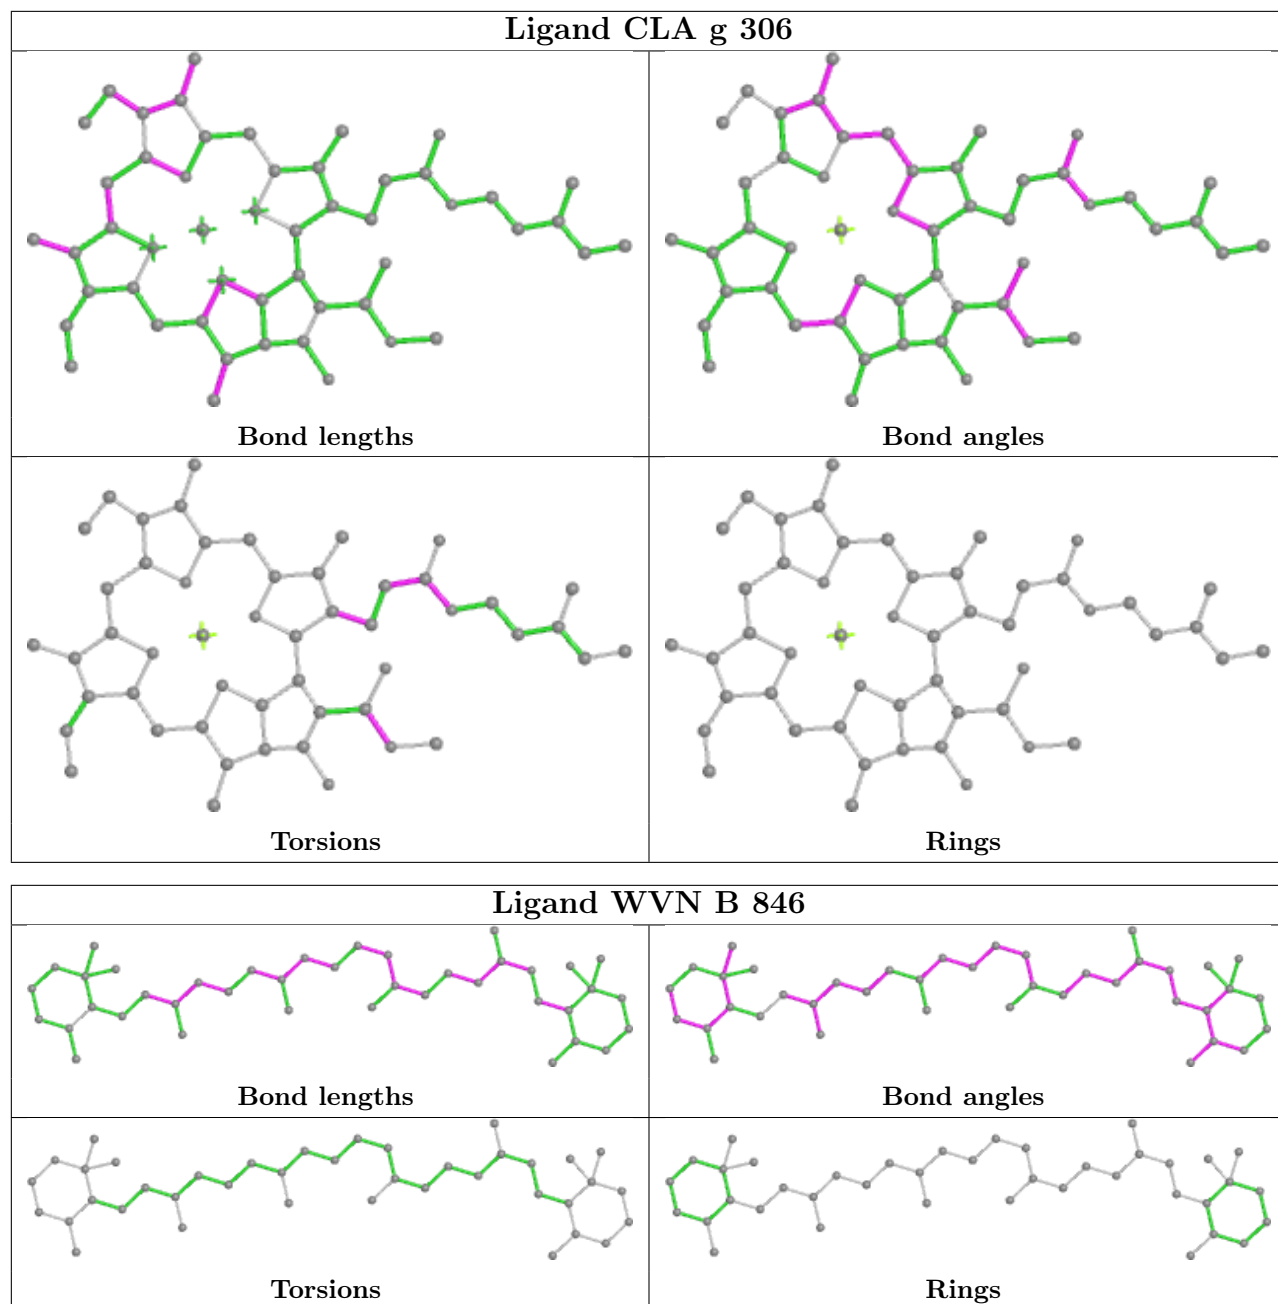 Ligand CLA g 306
Bond lengths
Bond angles
Torsions
Rings
Ligand WVN B 846
Bond lengths
Bond angles
Torsions
Rings